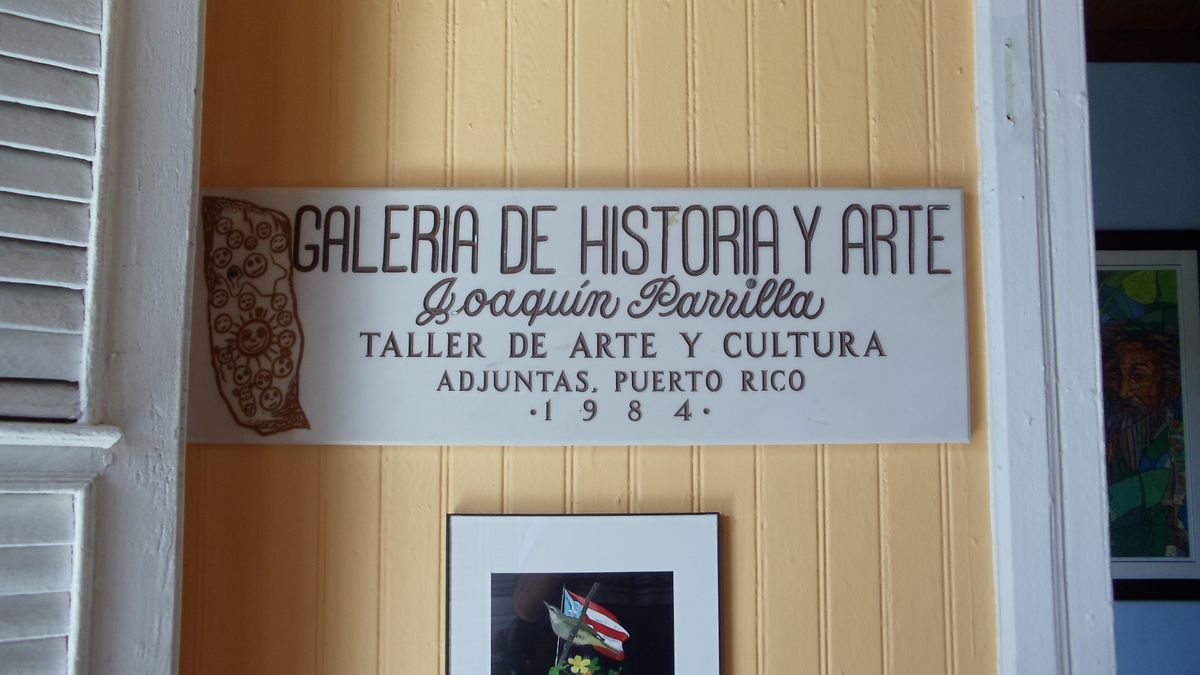 GALERIA DE HISTORIA Y ARTE
Joaquín Parrilla
TALLER DE ARTE Y CULTURA
ADJUNTAS, PUERTO RICO
·1984·